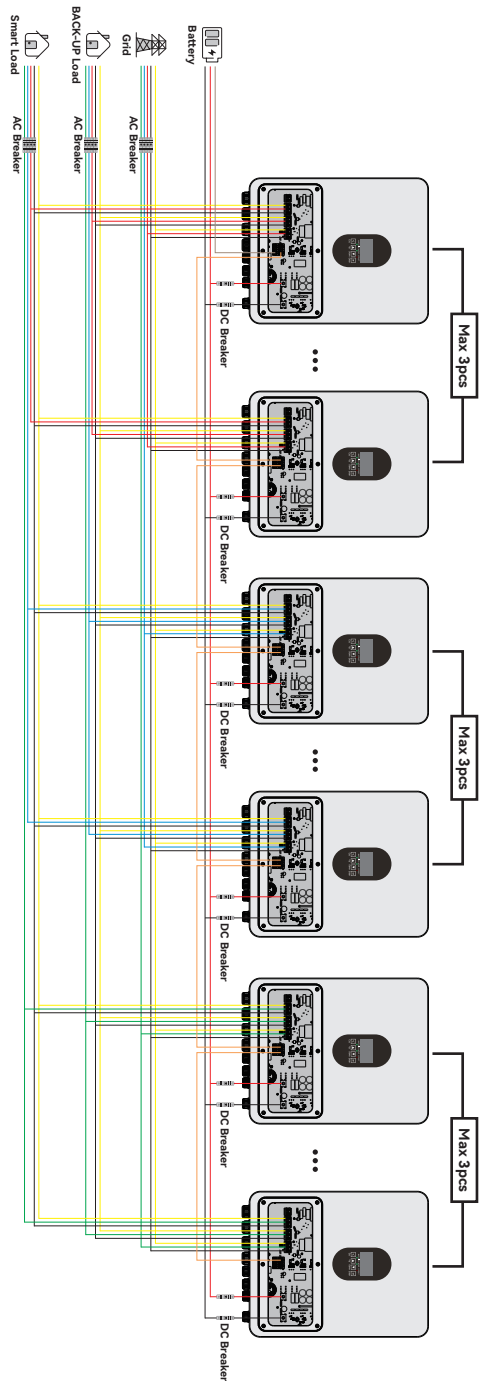 Max 3pcs
Max 3pcs
Max 3pcs
DC Breaker
DC Breaker
DC Breaker
DC Breaker
DC Breaker
DC Breaker
Battery
Grid
AC Breaker
BACK-UP Load
AC Breaker
Smart Load
AC Breaker